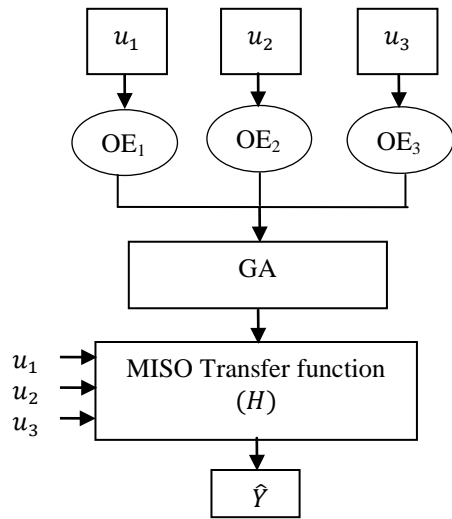 u₁ u₂ u₃
OE₁ OE₂ OE₃
GA
MISO Transfer function
(H)
u₁
u₂
u₃
Ŷ